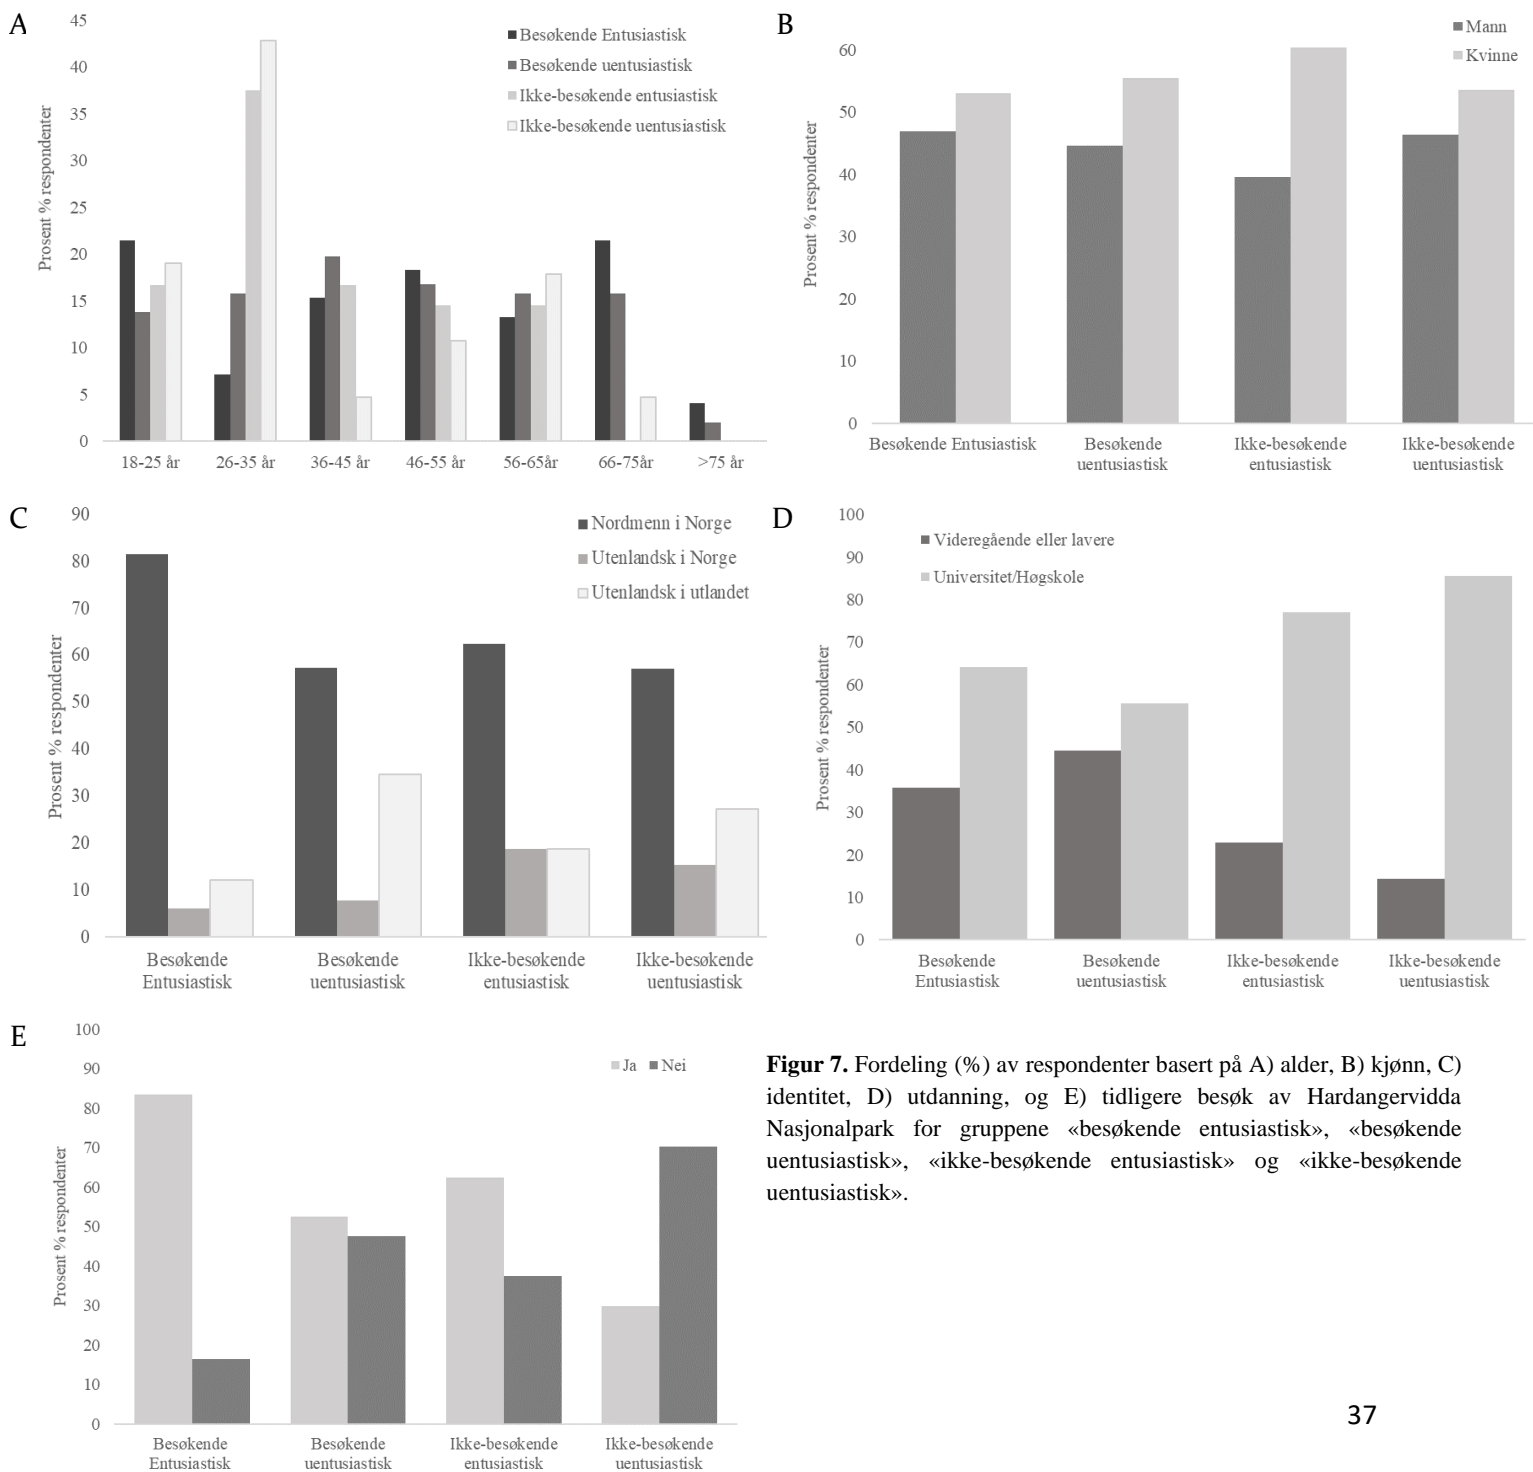 A
45
40
35
30
25
20
15
10
5
0
Prosent % respondenter
Besøkende Entusiastisk
Besøkende uentusiastisk
Ikke-besøkende entusiastisk
Ikke-besøkende uentusiastisk
18-25 år 26-35 år 36-45 år 46-55 år 56-65år 66-75år >75 år
B
60
50
40
30
20
10
0
Prosent % respondenter
Mann
Kvinne
Besøkende Entusiastisk Besøkende Ikke-besøkende Ikke-besøkende
uentusiastisk entusiastisk uentusiastisk
C
90
80
70
60
50
40
30
20
10
0
Prosent % respondenter
Nordmenn i Norge
Utenlandsk i Norge
Utenlandsk i utlandet
Besøkende Besøkende Ikke-besøkende Ikke-besøkende
Entusiastisk uentusiastisk entusiastisk uentusiastisk
D
100
90
80
70
60
50
40
30
20
10
0
Prosent % respondenter
Videregående eller lavere
Universitet/Høgskole
Besøkende Besøkende Ikke-besøkende Ikke-besøkende
Entusiastisk uentusiastisk entusiastisk uentusiastisk
E
100
90
80
70
60
50
40
30
20
10
0
Prosent % respondenter
Ja Nei
Besøkende Besøkende Ikke-besøkende Ikke-besøkende
Entusiastisk uentusiastisk entusiastisk uentusiastisk
Figur 7. Fordeling (%) av respondenter basert på A) alder, B) kjønn, C)
identitet, D) utdanning, og E) tidligere besøk av Hardangervidda
Nasjonalpark for gruppene «besøkende entusiastisk», «besøkende
uentusiastisk», «ikke-besøkende entusiastisk» og «ikke-besøkende
uentusiastisk».
37